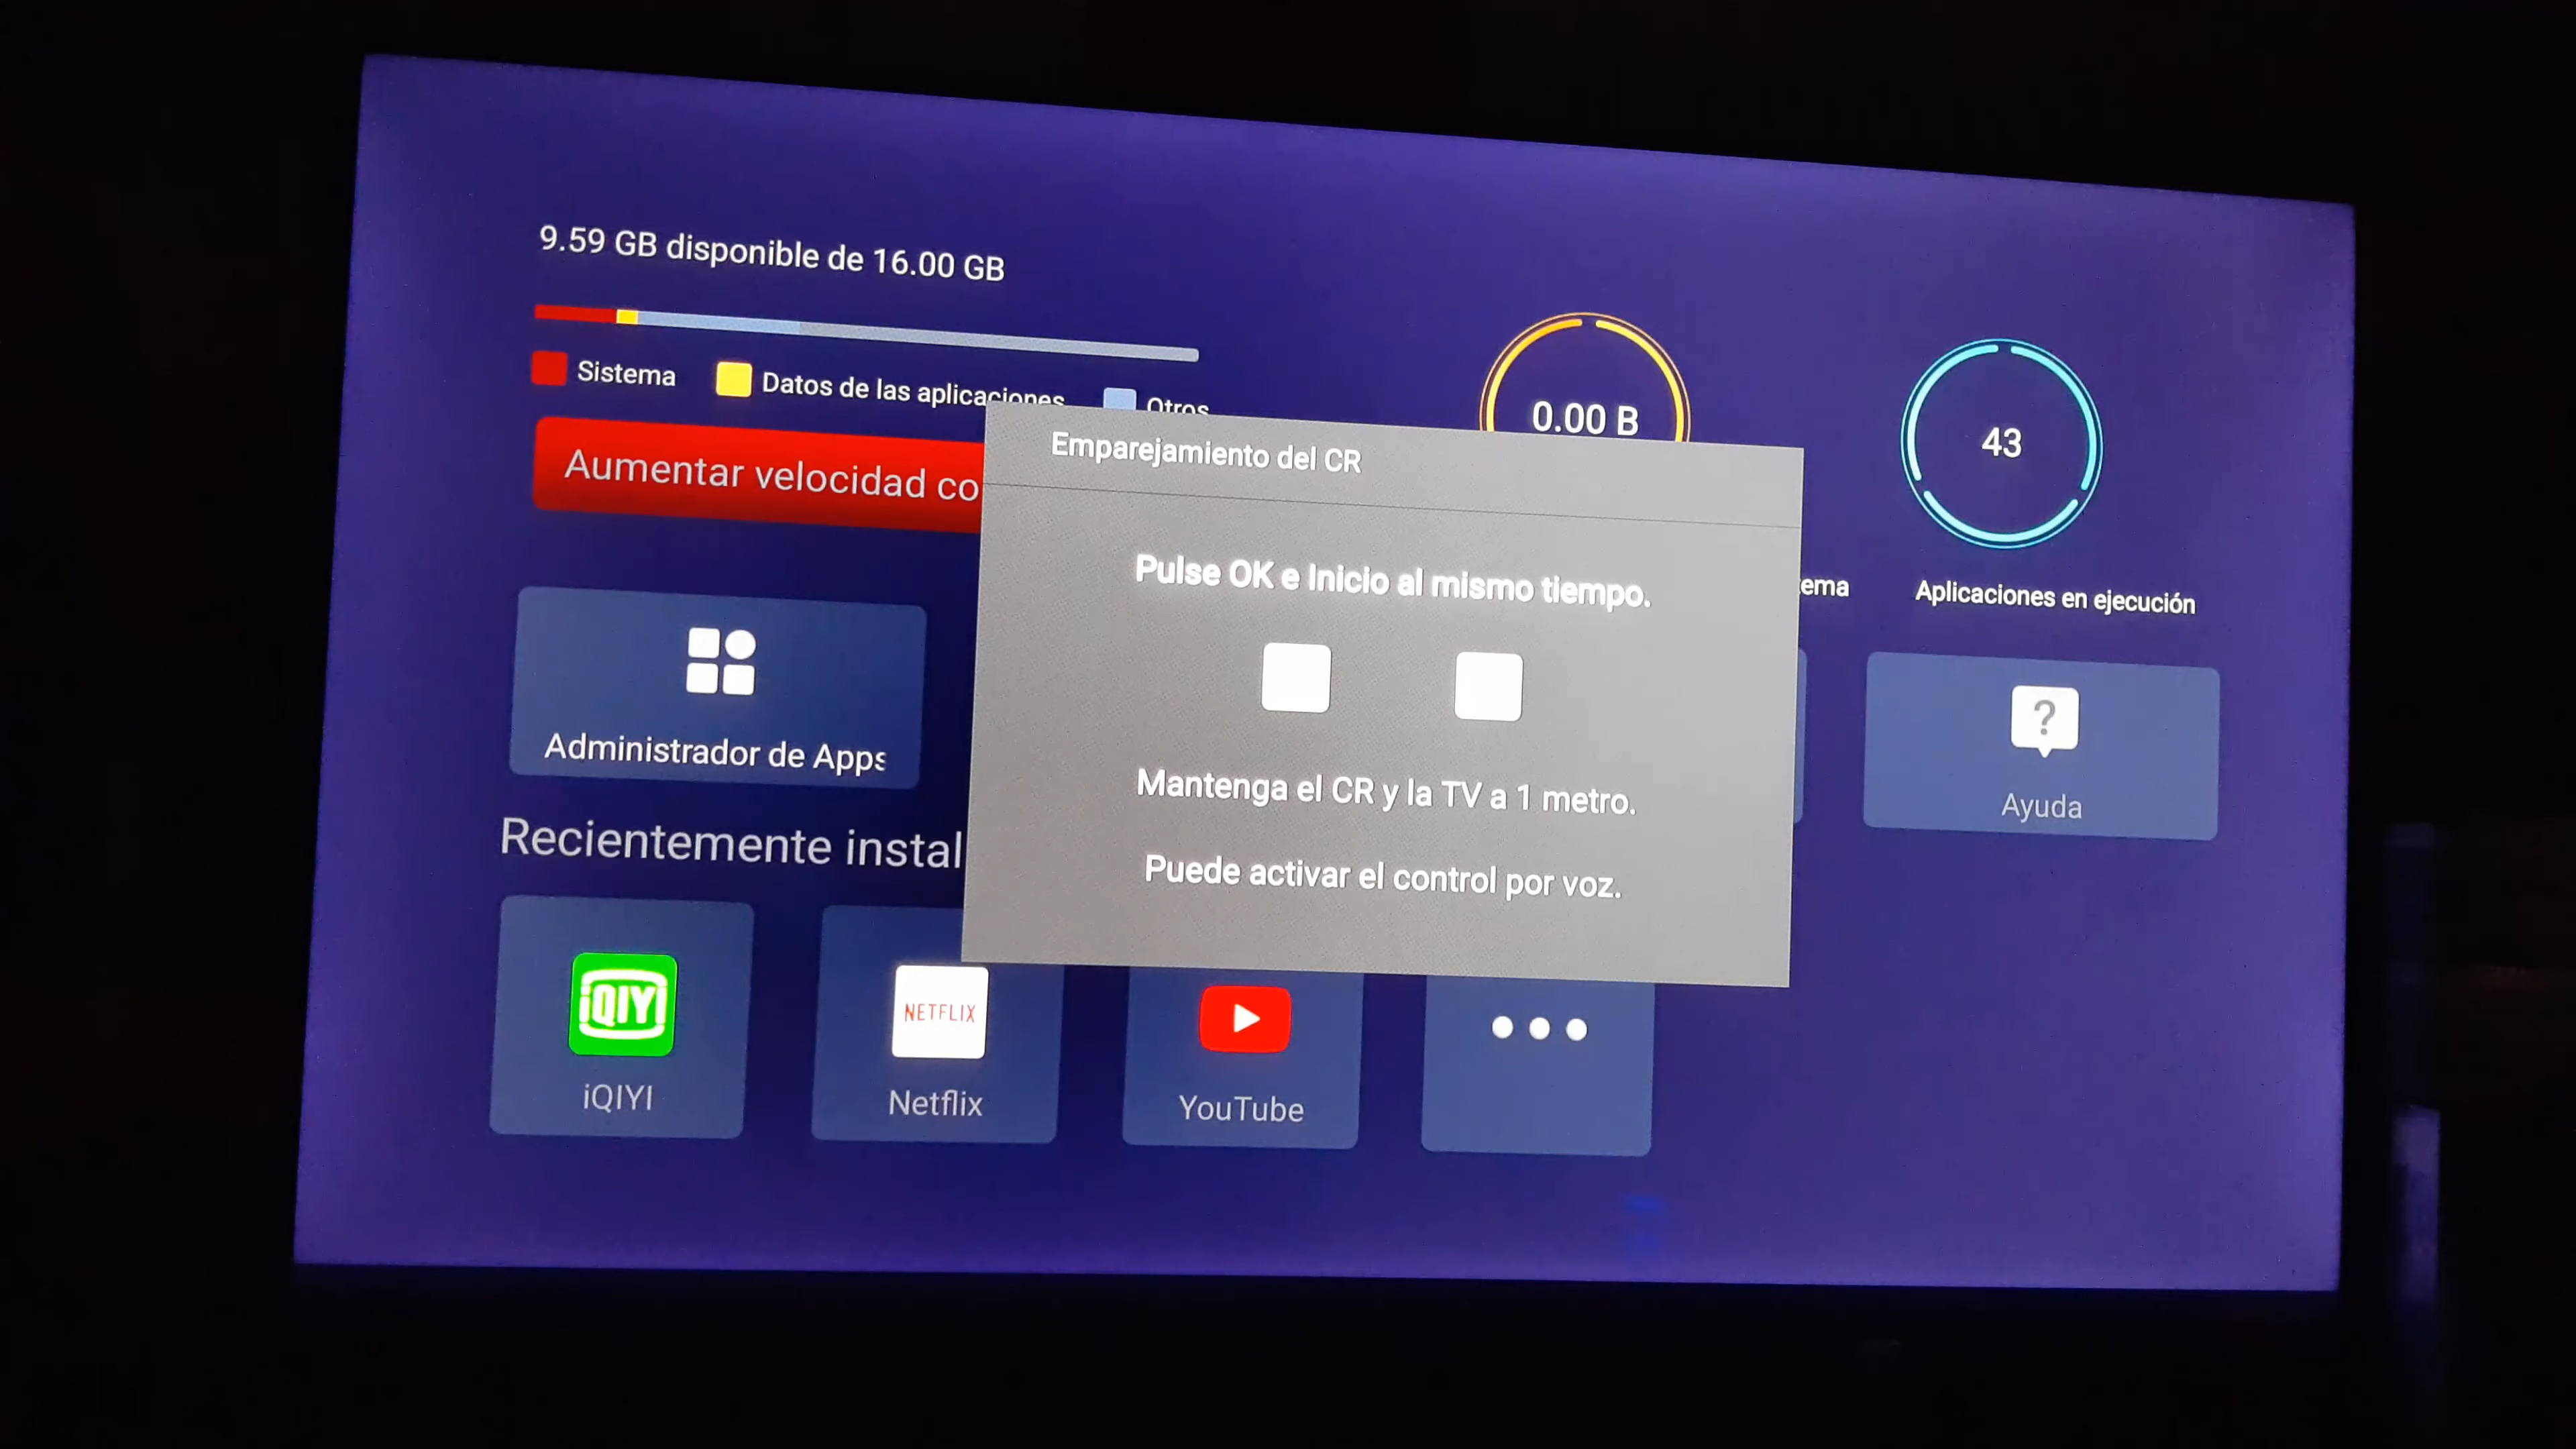 9.59 GB disponible de 16.00 GB
Sistema
Datos de las aplicaciones
Otros
0.00 B
43
Aumentar velocidad co
Emparejamiento del CR
Pulse OK e Inicio al mismo tiempo.
ema
Aplicaciones en ejecución
Mantenga el CR y la TV a 1 metro.
Puede activar el control por voz.
Administrador de Apps
?
Ayuda
Recientemente instal
iQIYI
NETFLIX
iQIYI
Netflix
YouTube